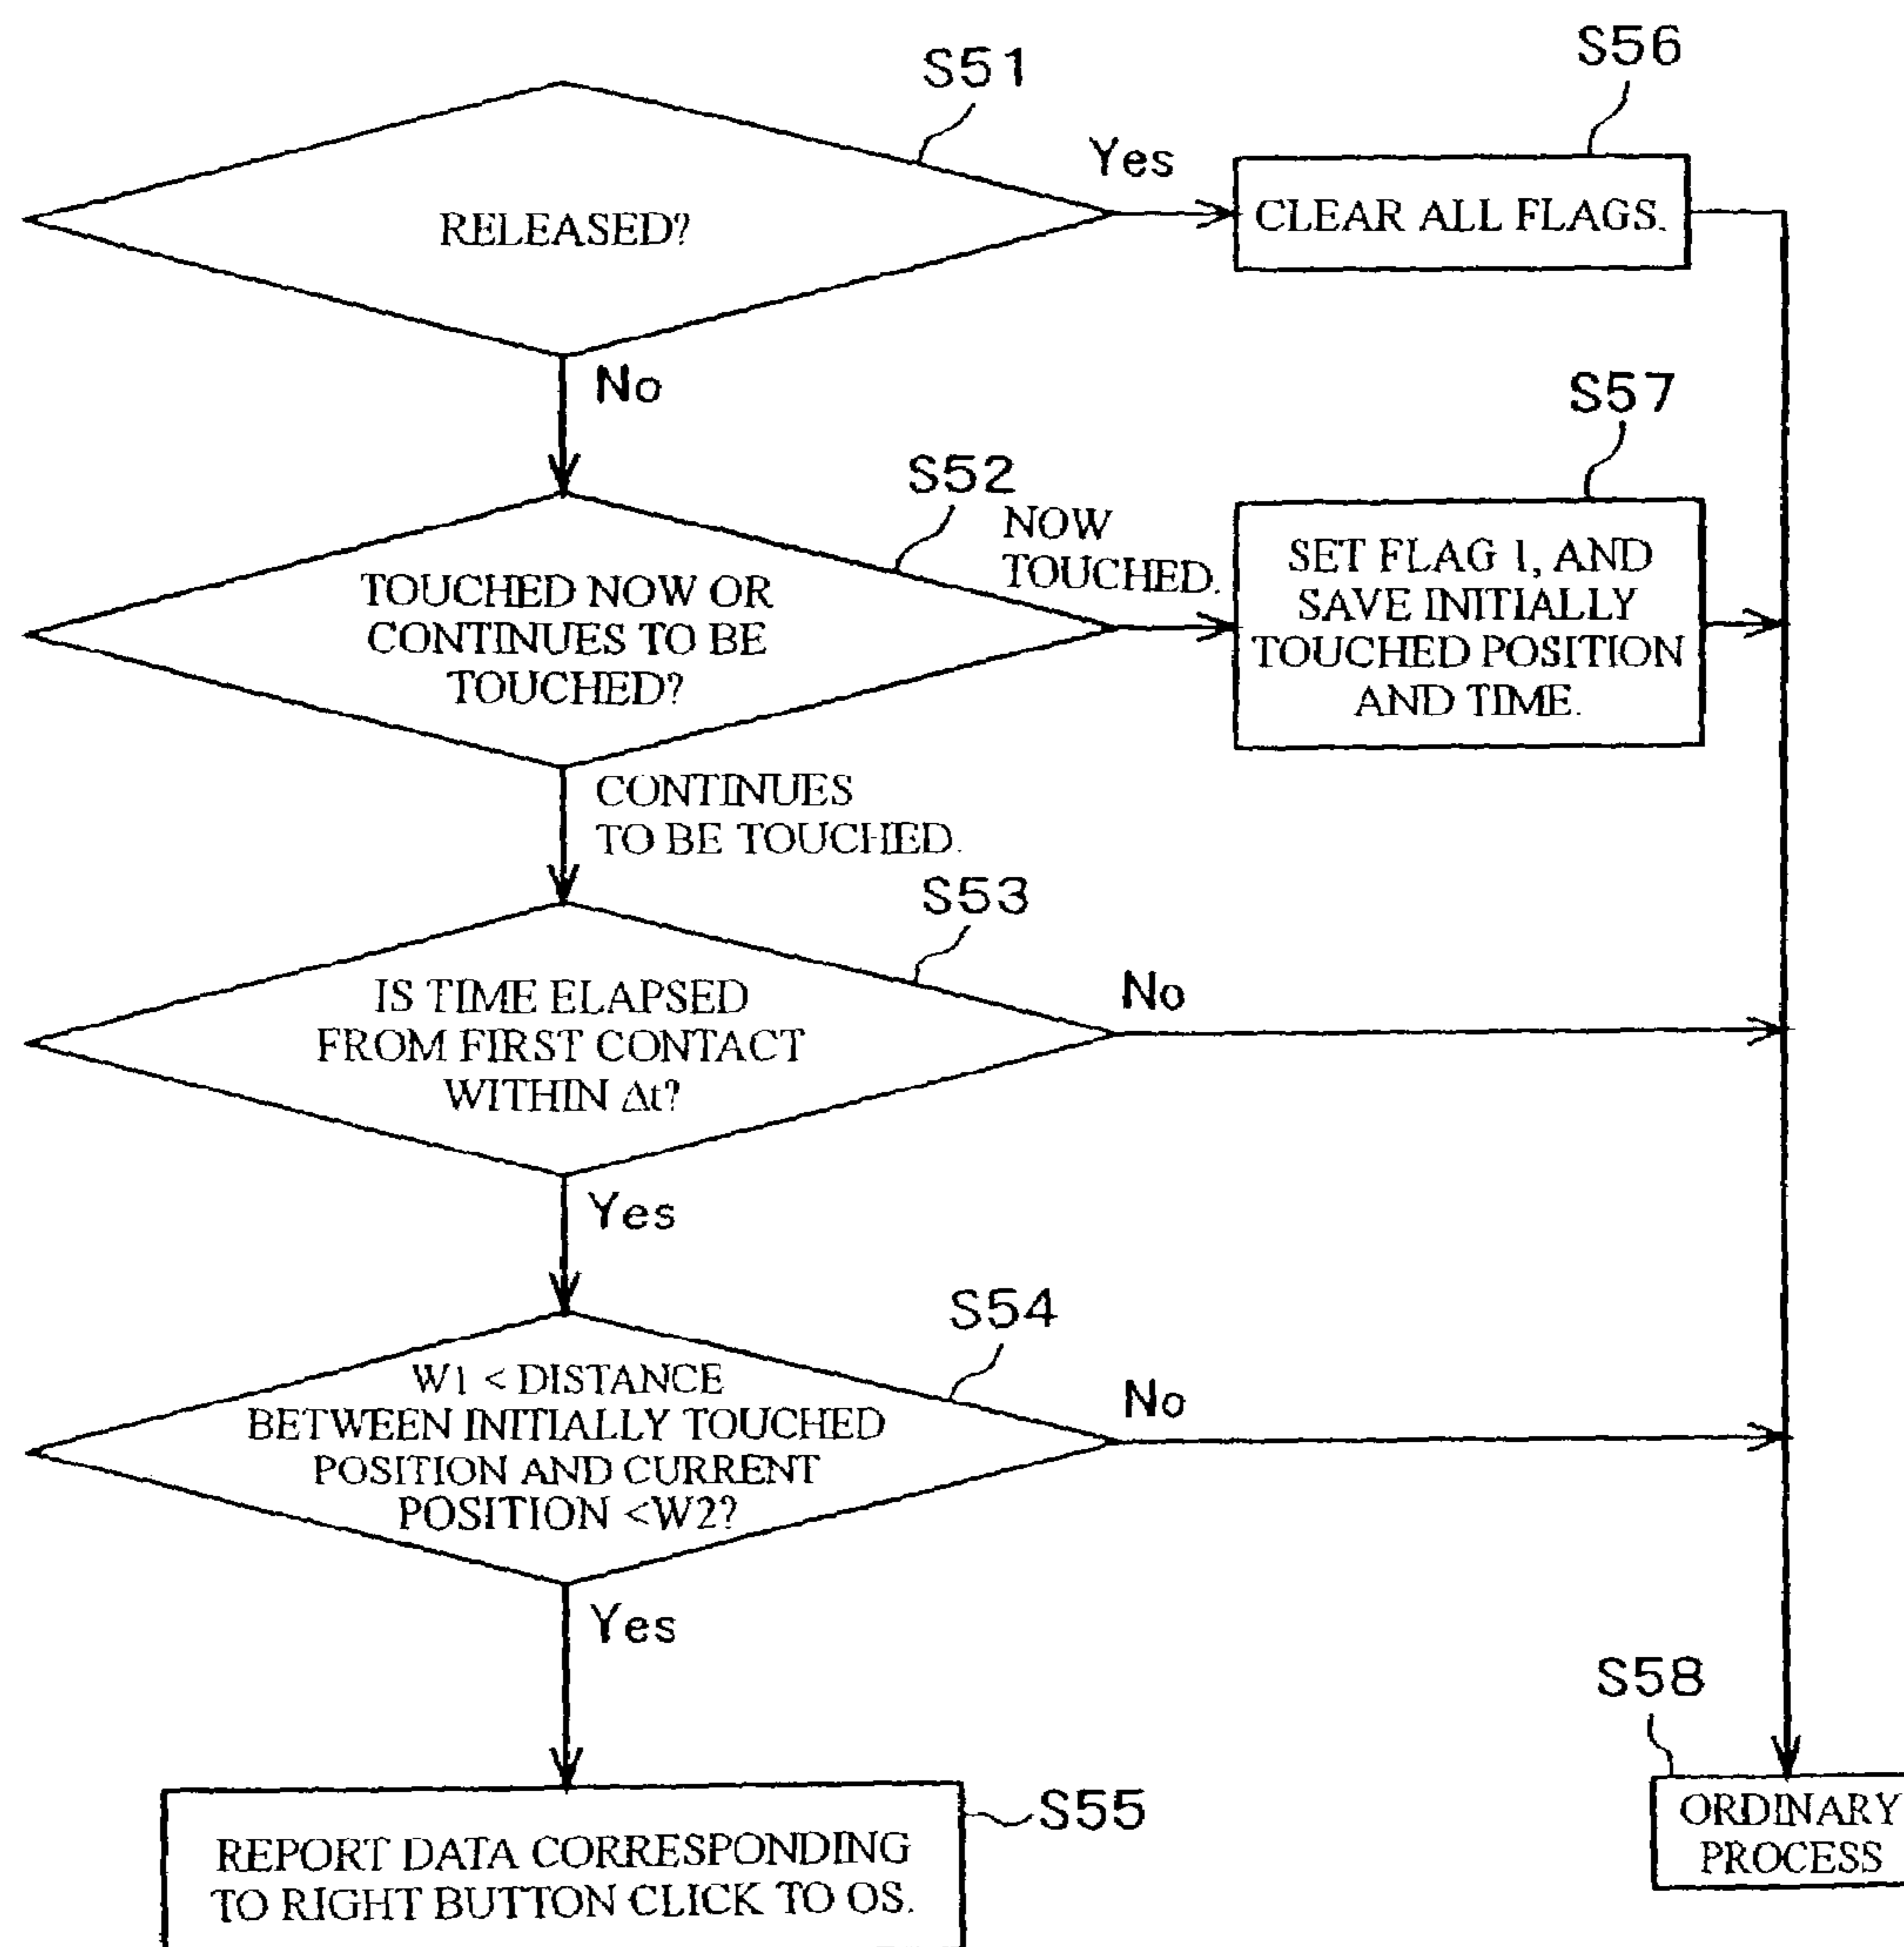 S51
S56
Yes
RELEASED?
CLEAR ALL FLAGS.
No
S57
S52
NOW
TOUCHED.
TOUCHED NOW OR
CONTINUES TO BE
TOUCHED?
SET FLAG 1, AND
SAVE INITIALLY
TOUCHED POSITION
AND TIME.
CONTINUES
TO BE TOUCHED.
S53
IS TIME ELAPSED
FROM FIRST CONTACT
WITHIN Δt?
No
Yes
S54
W1 < DISTANCE
BETWEEN INITIALLY TOUCHED
POSITION AND CURRENT
POSITION <W2?
No
Yes
S58
S55
REPORT DATA CORRESPONDING
TO RIGHT BUTTON CLICK TO OS.
ORDINARY
PROCESS